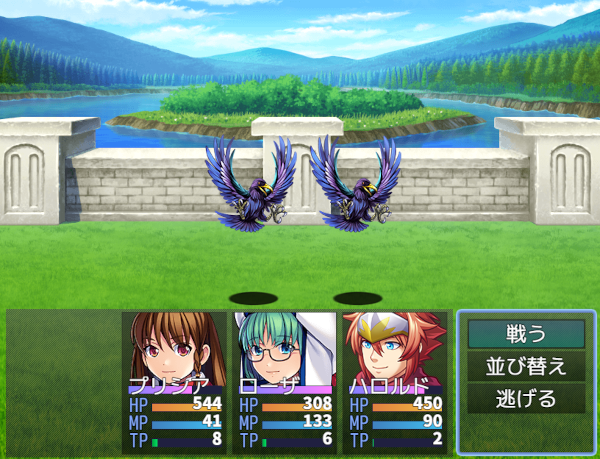 プリシア ローザ ハロルド
HP 544 HP 308 HP 450
MP 41 MP 133 MP 90
TP 8 TP 6 TP 2
戦う
並び替え
逃げる